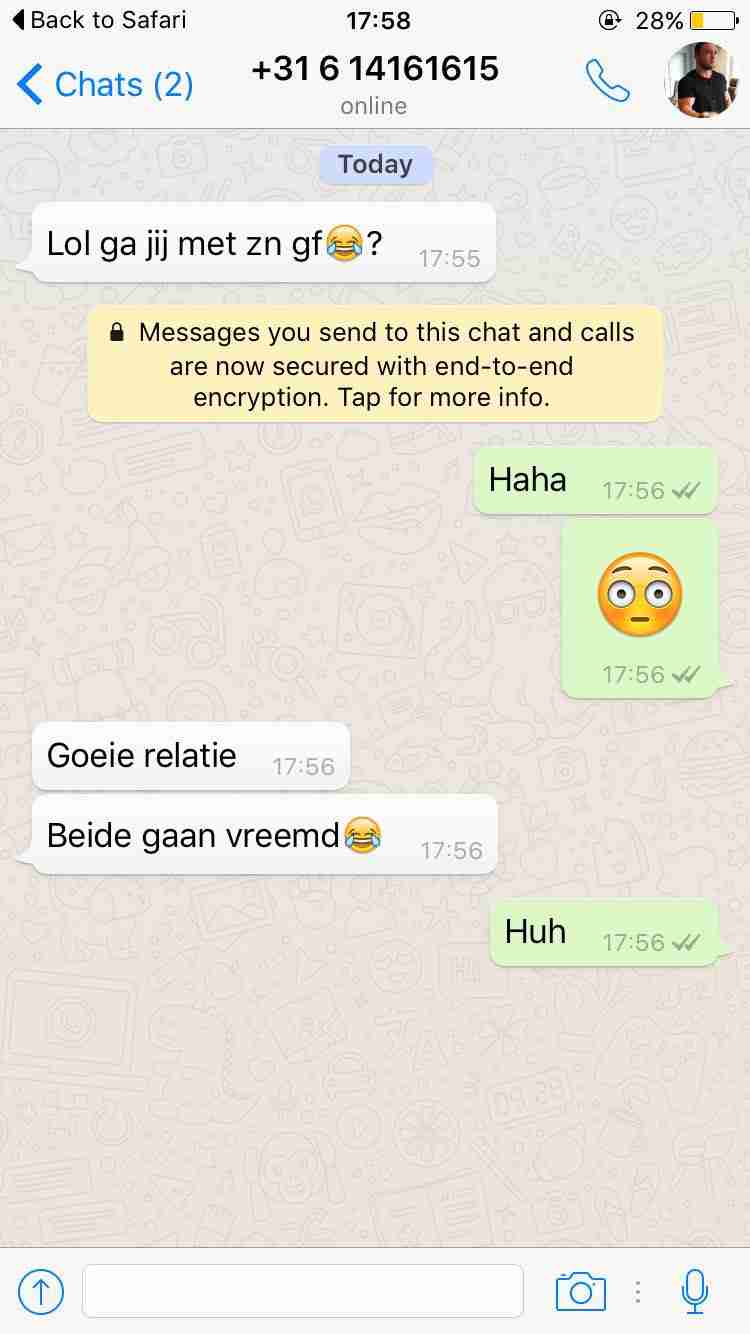 Back to Safari 17:58 28%
Chats (2) +31 6 14161615
online
Today
Lol ga jij met zn gf😂? 17:55
Messages you send to this chat and calls
are now secured with end-to-end
encryption. Tap for more info.
Haha 17:56
😳
17:56
Goeie relatie 17:56
Beide gaan vreemd😂 17:56
Huh 17:56